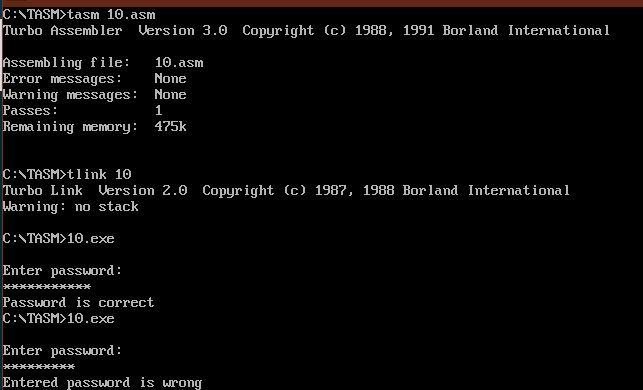 C:\TASM>tasm 10.asm
Turbo Assembler  Version 3.0  Copyright (c) 1988, 1991 Borland International
Assembling file:   10.asm
Error messages:    None
Warning messages:  None
Passes:            1
Remaining memory:  475k
C:\TASM>tlink 10
Turbo Link  Version 2.0  Copyright (c) 1987, 1988 Borland International
Warning: no stack
C:\TASM>10.exe
Enter password:
***********
Password is correct
C:\TASM>10.exe
Enter password:
*********
Entered password is wrong